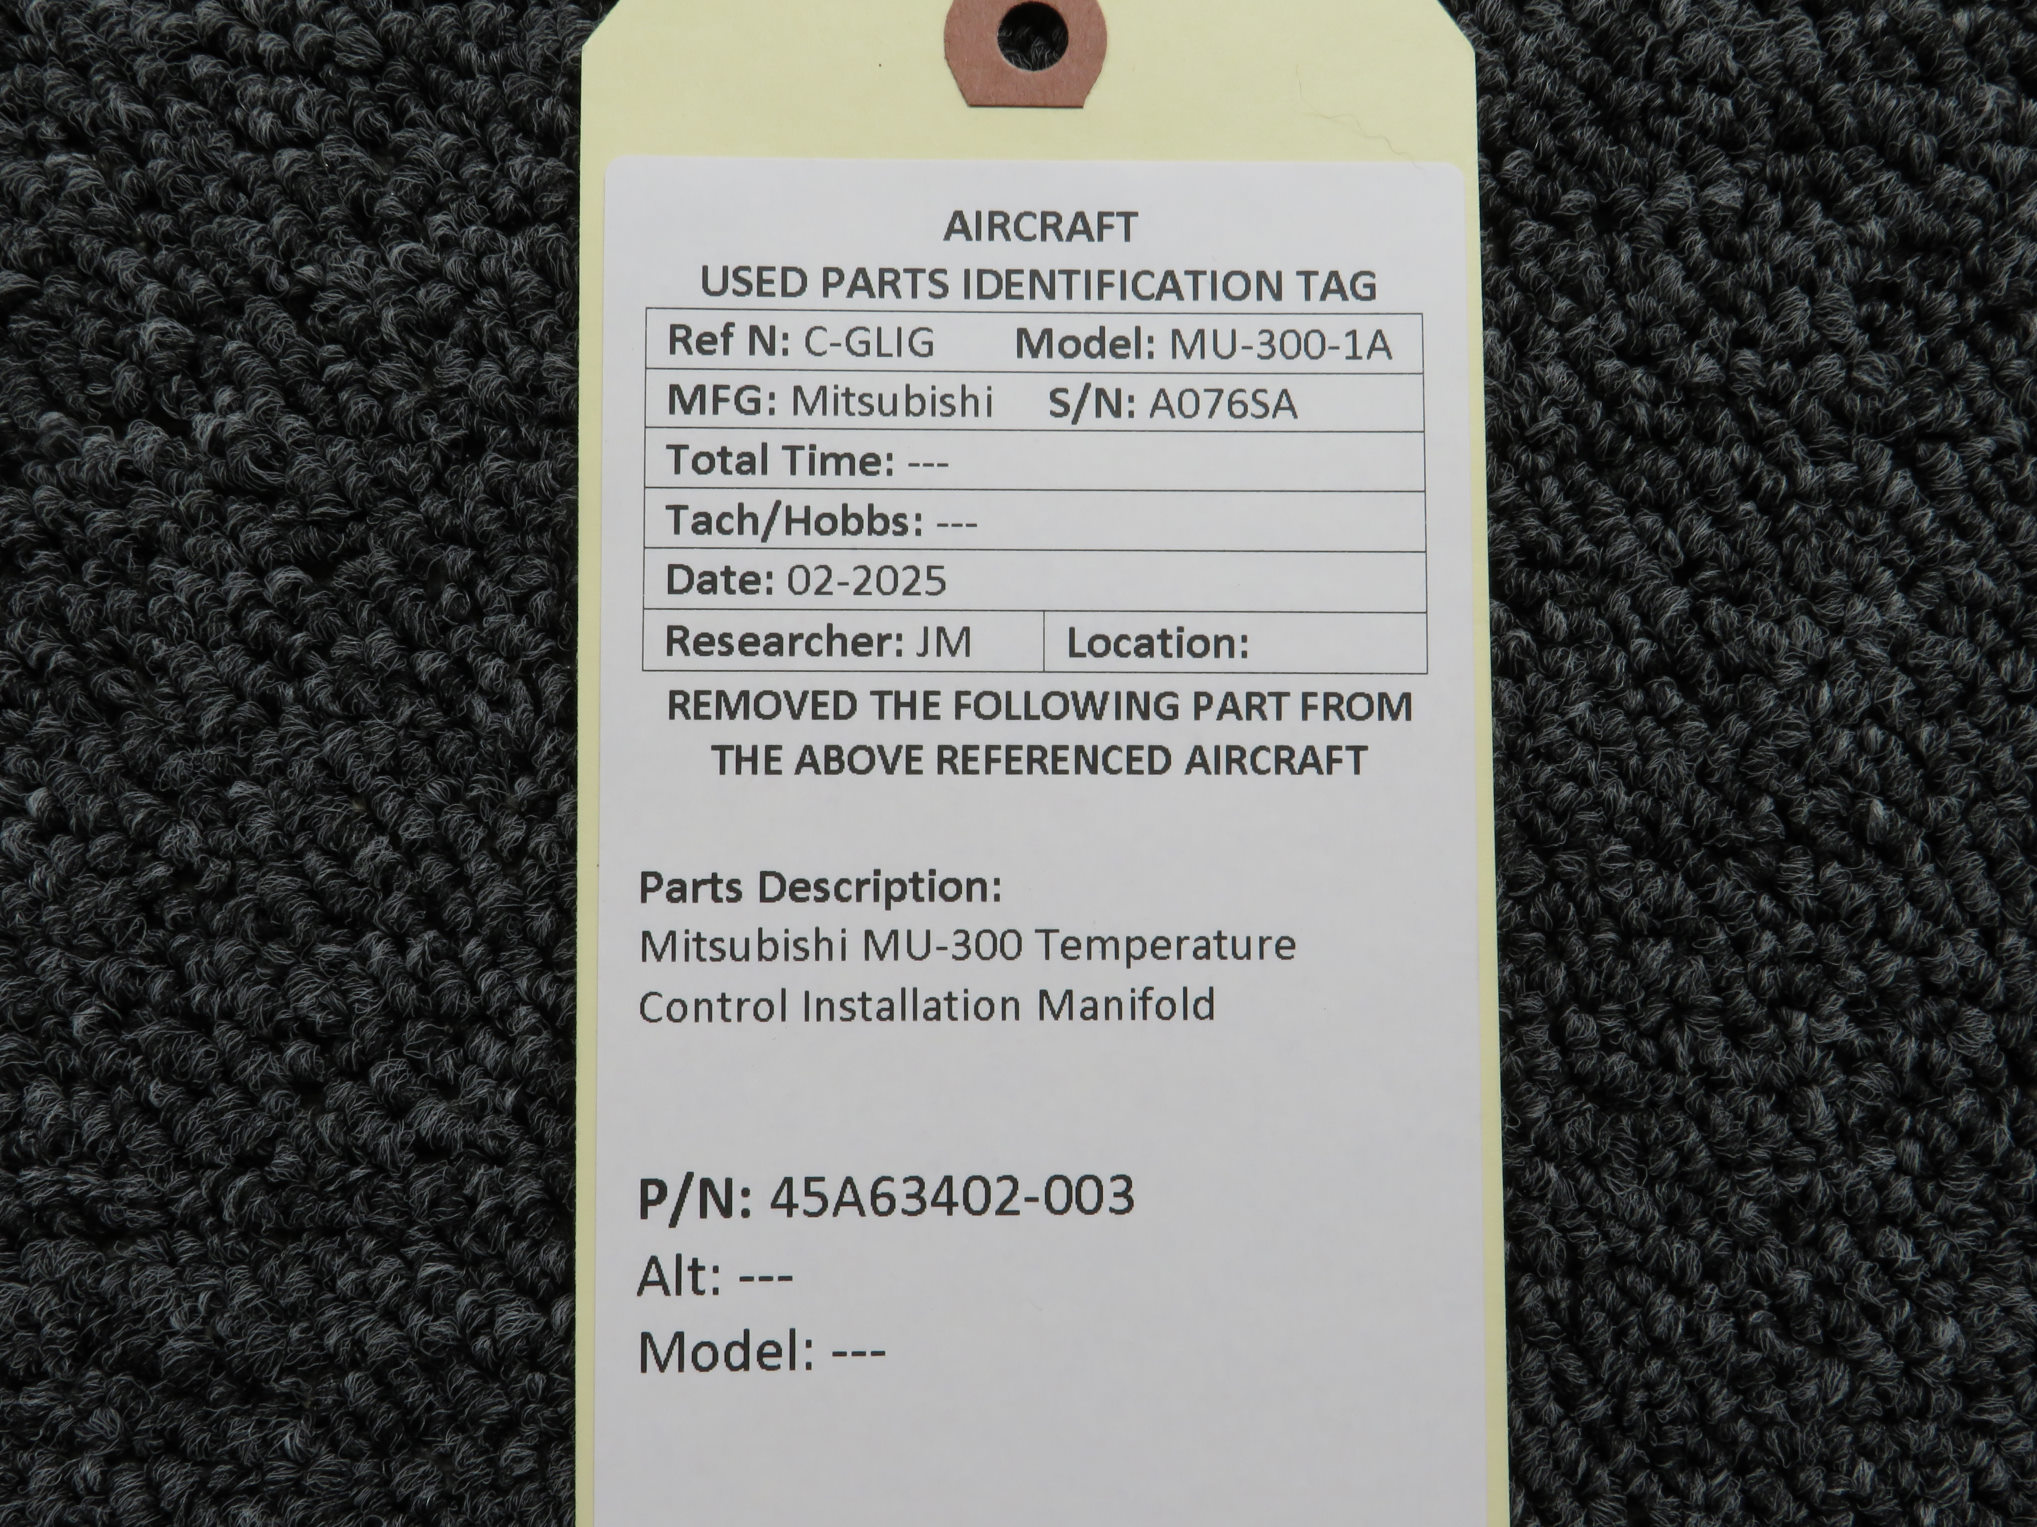 AIRCRAFT
USED PARTS IDENTIFICATION TAG
Ref N: C-GLIG Model: MU-300-1A
MFG: Mitsubishi S/N: A076SA
Total Time: ---
Tach/Hobbs: ---
Date: 02-2025
Researcher: JM Location:
REMOVED THE FOLLOWING PART FROM
THE ABOVE REFERENCED AIRCRAFT
Parts Description:
Mitsubishi MU-300 Temperature
Control Installation Manifold
P/N: 45A63402-003
Alt: ---
Model: ---